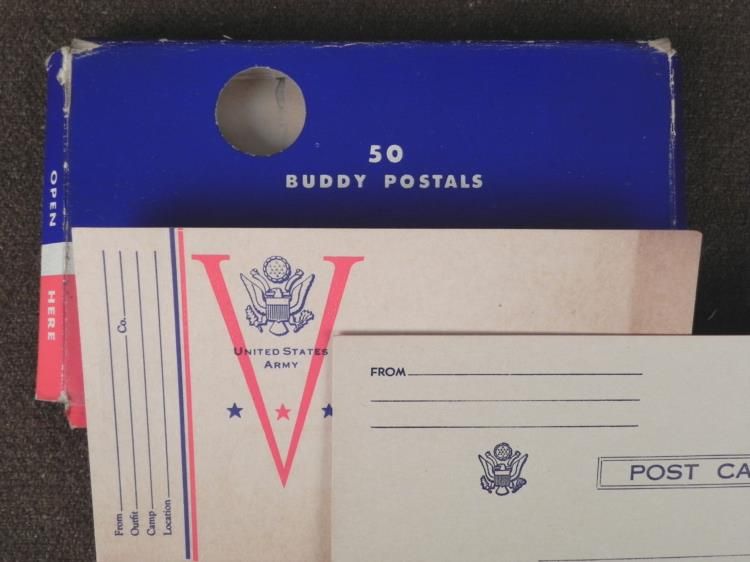 50
BUDDY POSTALS
OPEN
HERE
Co.
From
Outfit
Camp
Location
V
UNITED STATES
ARMY
FROM
POST CA